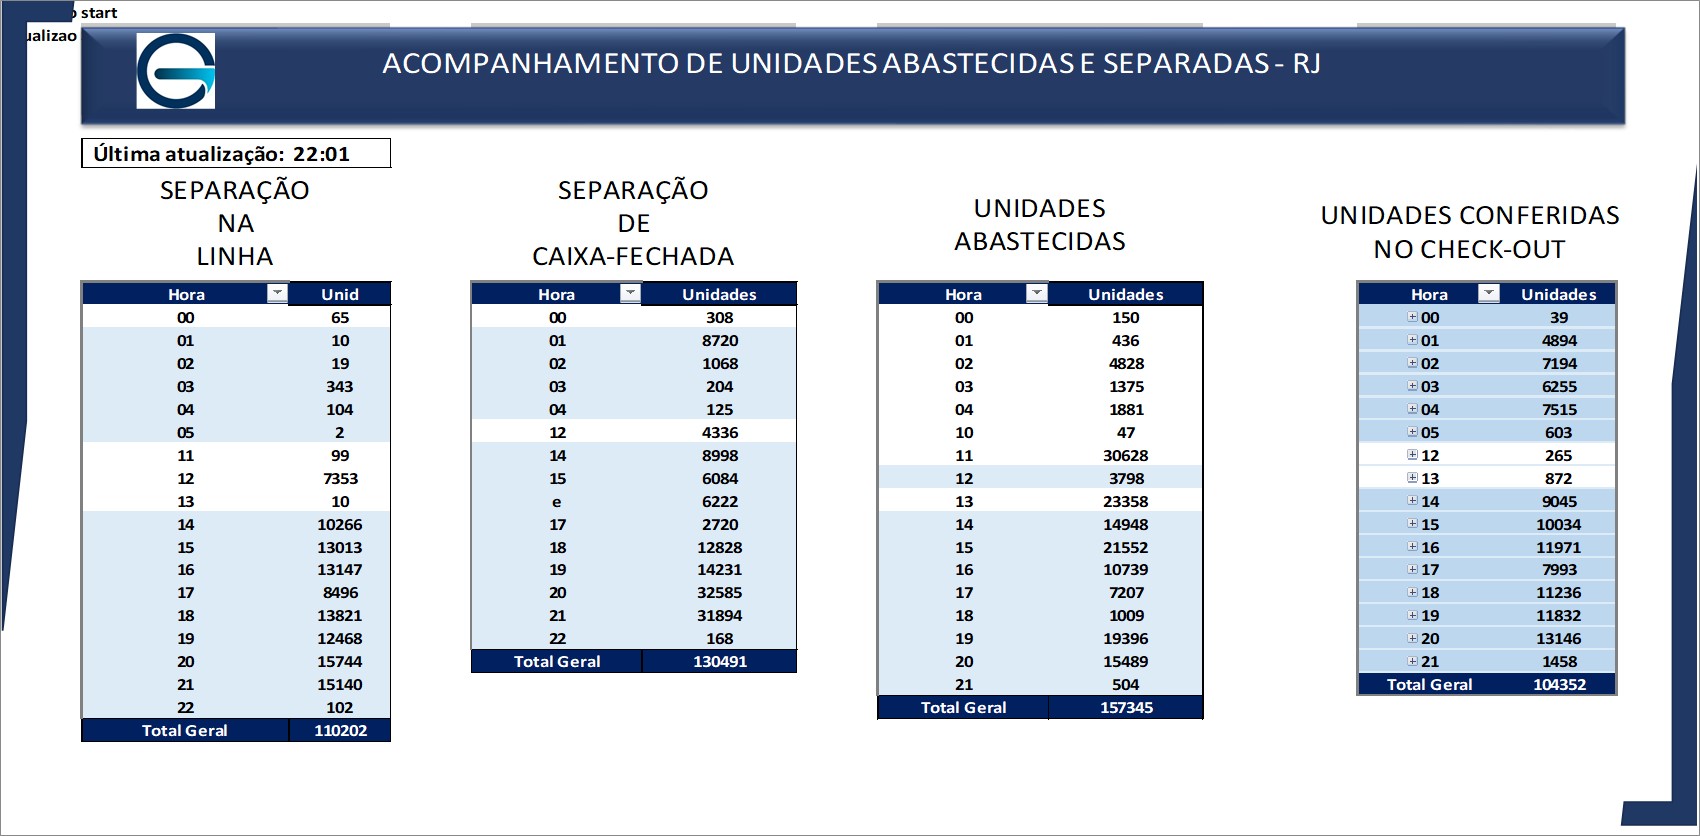 o start
ualizao
ACOMPANHAMENTO DE UNIDADES ABASTECIDAS E SEPARADAS - RJ
Última atualização: 22:01
SEPARAÇÃO
NA
LINHA
Hora Unid
00 65
01 10
02 19
03 343
04 104
05 2
11 99
12 7353
13 10
14 10266
15 13013
16 13147
17 8496
18 13821
19 12468
20 15744
21 15140
22 102
Total Geral 110202
SEPARAÇÃO
DE
CAIXA-FECHADA
Hora Unidades
00 308
01 8720
02 1068
03 204
04 125
12 4336
14 8998
15 6084
e 6222
17 2720
18 12828
19 14231
20 32585
21 31894
22 168
Total Geral 130491
UNIDADES
ABASTECIDAS
Hora Unidades
00 150
01 436
02 4828
03 1375
04 1881
10 47
11 30628
12 3798
13 23358
14 14948
15 21552
16 10739
17 7207
18 1009
19 19396
20 15489
21 504
Total Geral 157345
UNIDADES CONFERIDAS
NO CHECK-OUT
Hora Unidades
00 39
01 4894
02 7194
03 6255
04 7515
05 603
12 265
13 872
14 9045
15 10034
16 11971
17 7993
18 11236
19 11832
20 13146
21 1458
Total Geral 104352